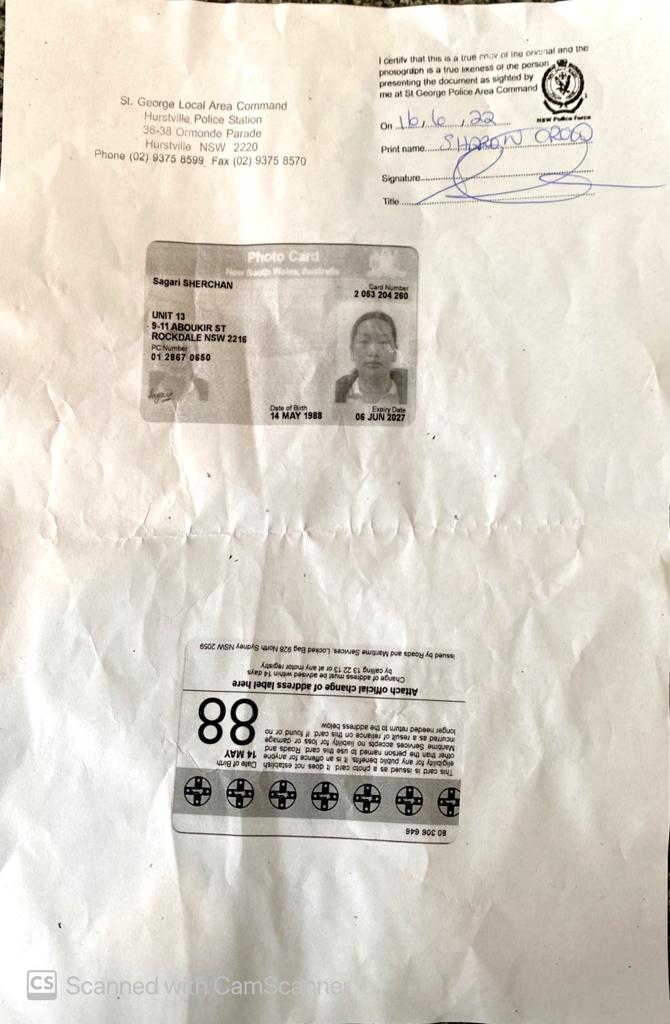 I certify that this is a true copy of the original and the
photograph is a true likeness of the person
presenting the document as sighted by
me at St George Police Area Command
NSW Police Force
On 16, 6, 22
Print name SHARON
Signature
Title
St. George Local Area Command
Hurstville Police Station
36-38 Ormonde Parade
Hurstville NSW 2220
Phone (02) 9375 8599 Fax (02) 9375 8570
Photo Card
New South Wales, Australia
Sagari SHERCHAN
Card Number
2 053 204 260
UNIT 13
9-11 ABOUKIR ST
ROCKDALE NSW 2216
PC Number
01 2867 0650
Date of Birth
14 MAY 1988
Expiry Date
06 JUN 2027
80 306 646
This card is issued as a photo card. It does not establish
eligibility for any public benefits. It is an offence for anyone
other than the person named to use this card. Roads and
Maritime Services accepts no liability for loss or damage
incurred as a result of reliance on this card. If found or no
longer needed return to the address below
Date of Birth
14 MAY
88
Attach official change of address label here
Change of address must be advised within 14 days
by calling 13 22 13 or at any motor registry
Issued by Roads and Maritime Services, Locked Bag 928 North Sydney NSW 2059
CS Scanned with CamScanner